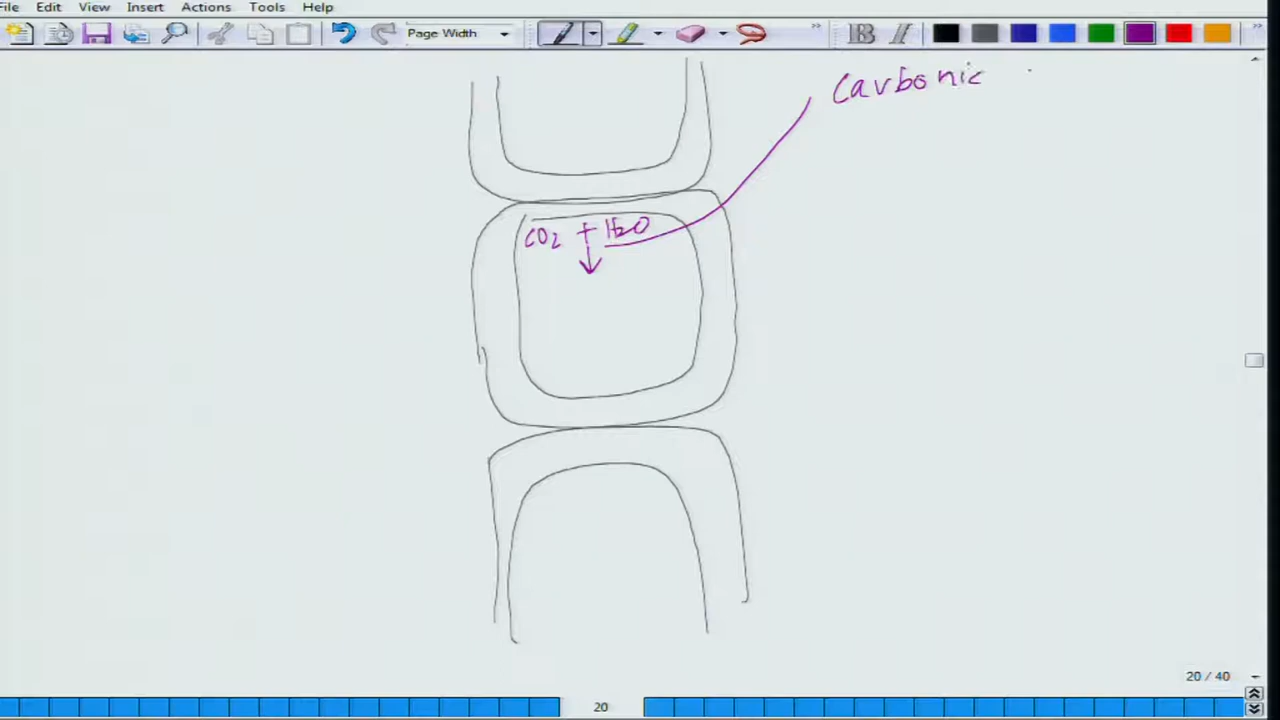 File Edit View Insert Actions Tools Help
Page Width
Carbonic
CO2 + H2O
20 / 40
20